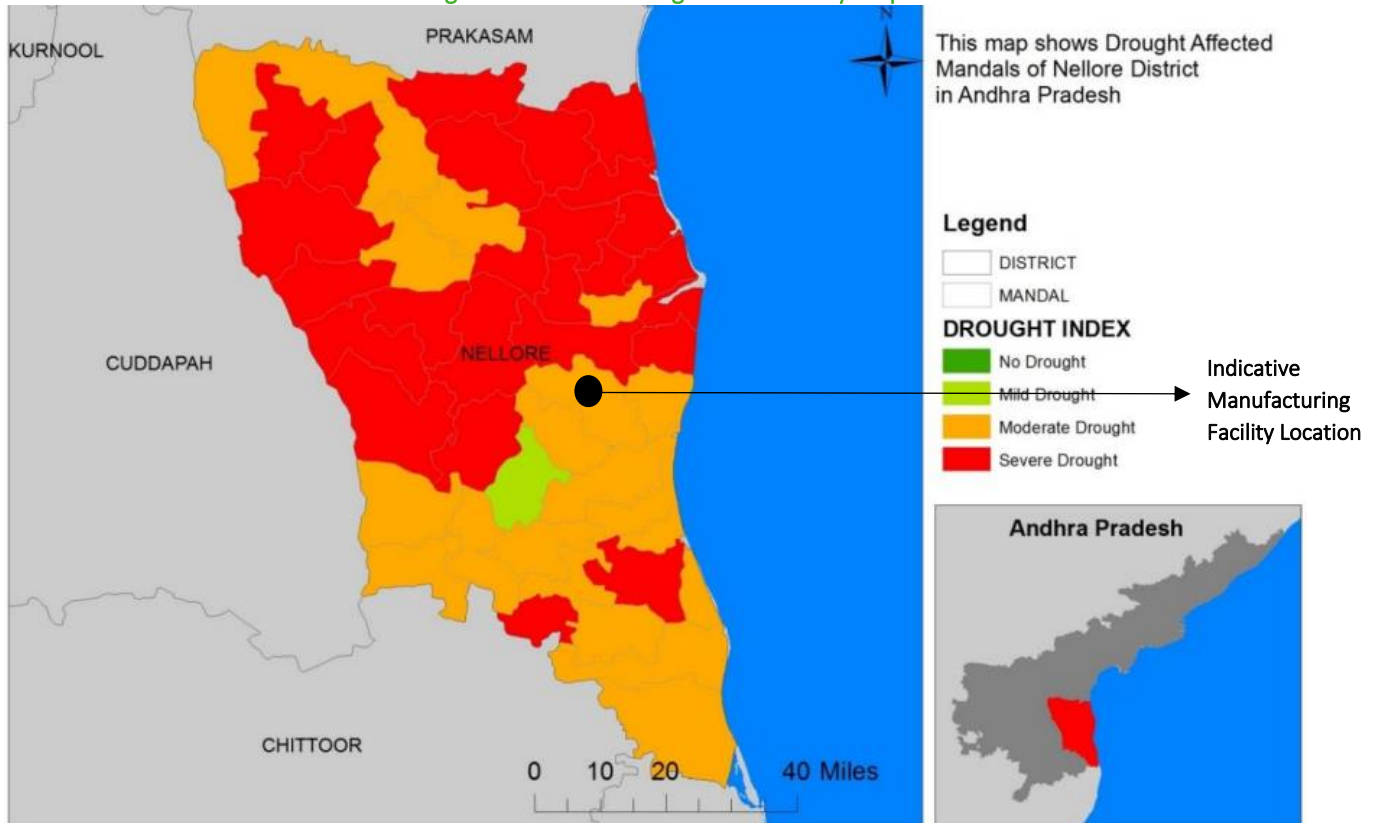 KURNOOL
PRAKASAM
N
This map shows Drought Affected
Mandals of Nellore District
in Andhra Pradesh
Legend
DISTRICT
MANDAL
DROUGHT INDEX
No Drought
Mild Drought
Moderate Drought
Severe Drought
Indicative
Manufacturing
Facility Location
CUDDAPAH
NELLORE
CHITTOOR
0 10 20 40 Miles
Andhra Pradesh